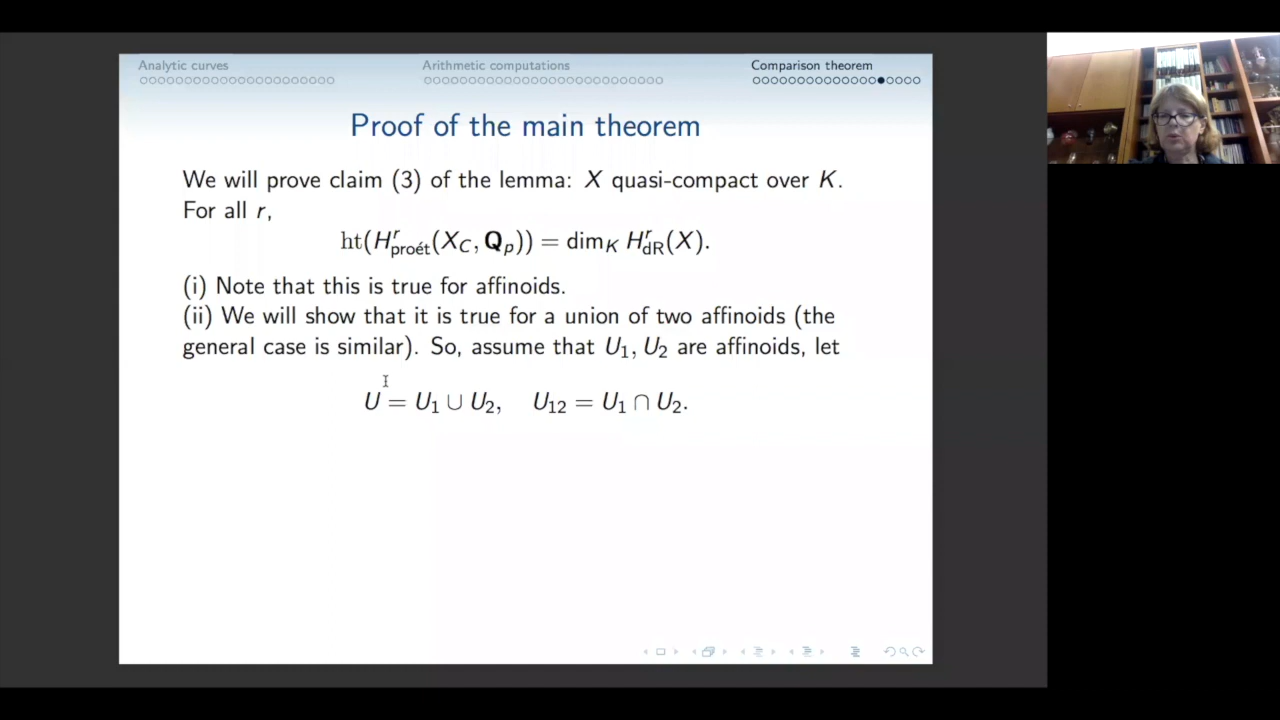 Analytic curves
Arithmetic computations
Comparison theorem
Proof of the main theorem
We will prove claim (3) of the lemma: X quasi-compact over K.
For all r,
ht(H^r_proét(X_C, Q_p)) = dim_K H^r_dR(X).
(i) Note that this is true for affinoids.
(ii) We will show that it is true for a union of two affinoids (the
general case is similar). So, assume that U_1, U_2 are affinoids, let
U = U_1 ∪ U_2, U_12 = U_1 ∩ U_2.